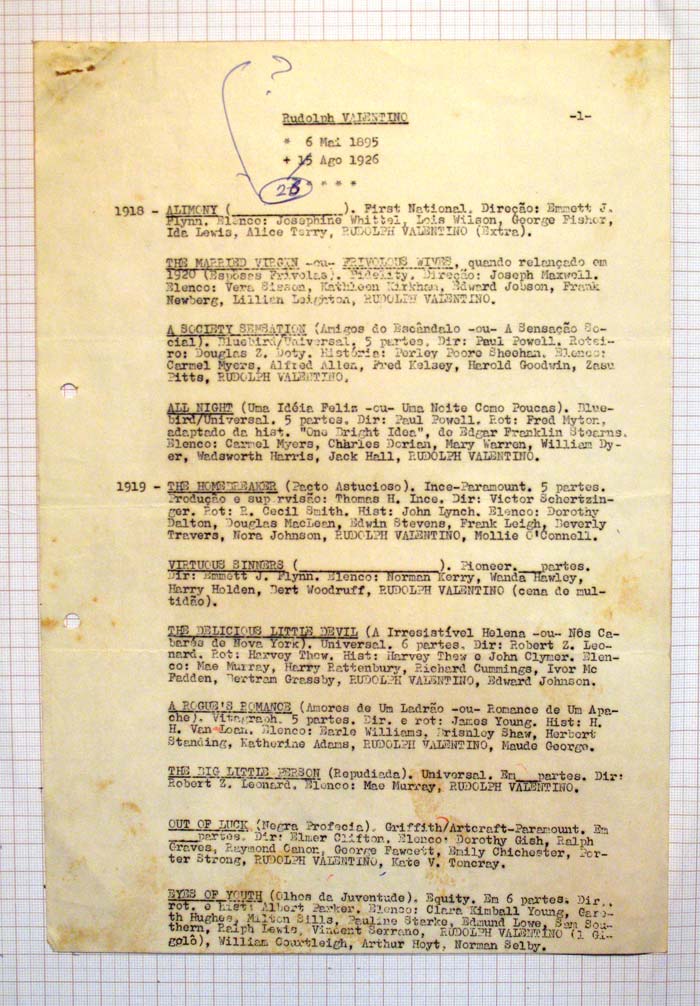 ?
Rudolph VALENTINO -1-
* 6 Mai 1895
+ 15 Ago 1926
23 * * *
1918 - ALIMONY ( ). First National. Direção: Emmett J.
Flynn. Elenco: Josephine Whittel, Lois Wilson, George Fisher,
Ida Lewis, Alice Terry, RUDOLPH VALENTINO (Extra).
THE MARRIED VIRGIN -ou- FRIVOLOUS WIVES, quando relançado em
1920 (Esposas Frívolas). Fidelity. Direção: Joseph Maxwell.
Elenco: Vera Sisson, Kathleen Kirkham, Edward Jobson, Frank
Newberg, Lillian Leighton, RUDOLPH VALENTINO.
A SOCIETY SENSATION (Amigos do Escândalo -ou- A Sensação So-
cial). Bluebird/Universal. 5 partes. Dir: Paul Powell. Rotei-
ro: Douglas Z. Doty. História: Perley Poore Sheehan. Elenco:
Carmel Myers, Alfred Allen, Fred Kelsey, Harold Goodwin, Zasu
Pitts, RUDOLPH VALENTINO.
ALL NIGHT (Uma Idéia Feliz -ou- Uma Noite Como Poucas). Blue-
bird/Universal. 5 partes. Dir: Paul Powell. Rot: Fred Myton,
adaptado da hist. "One Bright Idea", de Edgar Franklin Stearns.
Elenco: Carmel Myers, Charles Dorian, Mary Warren, William Dy-
er, Wadsworth Harris, Jack Hall, RUDOLPH VALENTINO.
1919 - THE HOMEBREAKER (Pacto Astucioso). Ince-Paramount. 5 partes.
Produção e supervisão: Thomas H. Ince. Dir: Victor Schertzin-
ger. Rot: R. Cecil Smith. Hist: John Lynch. Elenco: Dorothy
Dalton, Douglas MacLean, Edwin Stevens, Frank Leigh, Beverly
Travers, Nora Johnson, RUDOLPH VALENTINO, Mollie O'Connell.
VIRTUOUS SINNERS ( ). Pioneer. partes.
Dir: Emmett J. Flynn. Elenco: Norman Kerry, Wanda Hawley,
Harry Holden, Bert Woodruff, RUDOLPH VALENTINO (cena de mul-
tidão).
THE DELICIOUS LITTLE DEVIL (A Irresistível Helena -ou- Nos Ca-
barés de Nova York). Universal. 6 partes. Dir: Robert Z. Leo-
nard. Rot: Harvey Thew. Hist: Harvey Thew e John Clymer. Elen-
co: Mae Murray, Harry Rattenbury, Richard Cummings, Ivor Mc
Fadden, Bertram Grassby, RUDOLPH VALENTINO, Edward Johnson.
A ROGUE'S ROMANCE (Amores de Um Ladrão -ou- Romance de Um Apa-
che). Vitagraph. 5 partes. Dir. e rot: James Young. Hist: H.
H. Van Loan. Elenco: Earle Williams, Brinsley Shaw, Herbert
Standing, Katherine Adams, RUDOLPH VALENTINO, Maude George.
THE BIG LITTLE PERSON (Repudiada). Universal. Em partes. Dir:
Robert Z. Leonard. Elenco: Mae Murray, RUDOLPH VALENTINO.
OUT OF LUCK (Negra Profecia). Griffith/Artcraft-Paramount. Em
partes. Dir: Elmer Clifton. Elenco: Dorothy Gish, Ralph
Graves, Raymond Canon, George Fawcett, Emily Chichester, Por-
ter Strong, RUDOLPH VALENTINO, Kate V. Toncray.
EYES OF YOUTH (Olhos da Juventude). Equity. Em 6 partes. Dir.
rot. e hist: Albert Parker. Elenco: Clara Kimball Young, Gare-
th Hughes, Milton Sills, Pauline Starke, Edmund Lowe, Sam Sou-
thern, Ralph Lewis, Vincent Serrano, RUDOLPH VALENTINO (1 Gi-
golô), William Courtleigh, Arthur Hoyt, Norman Selby.